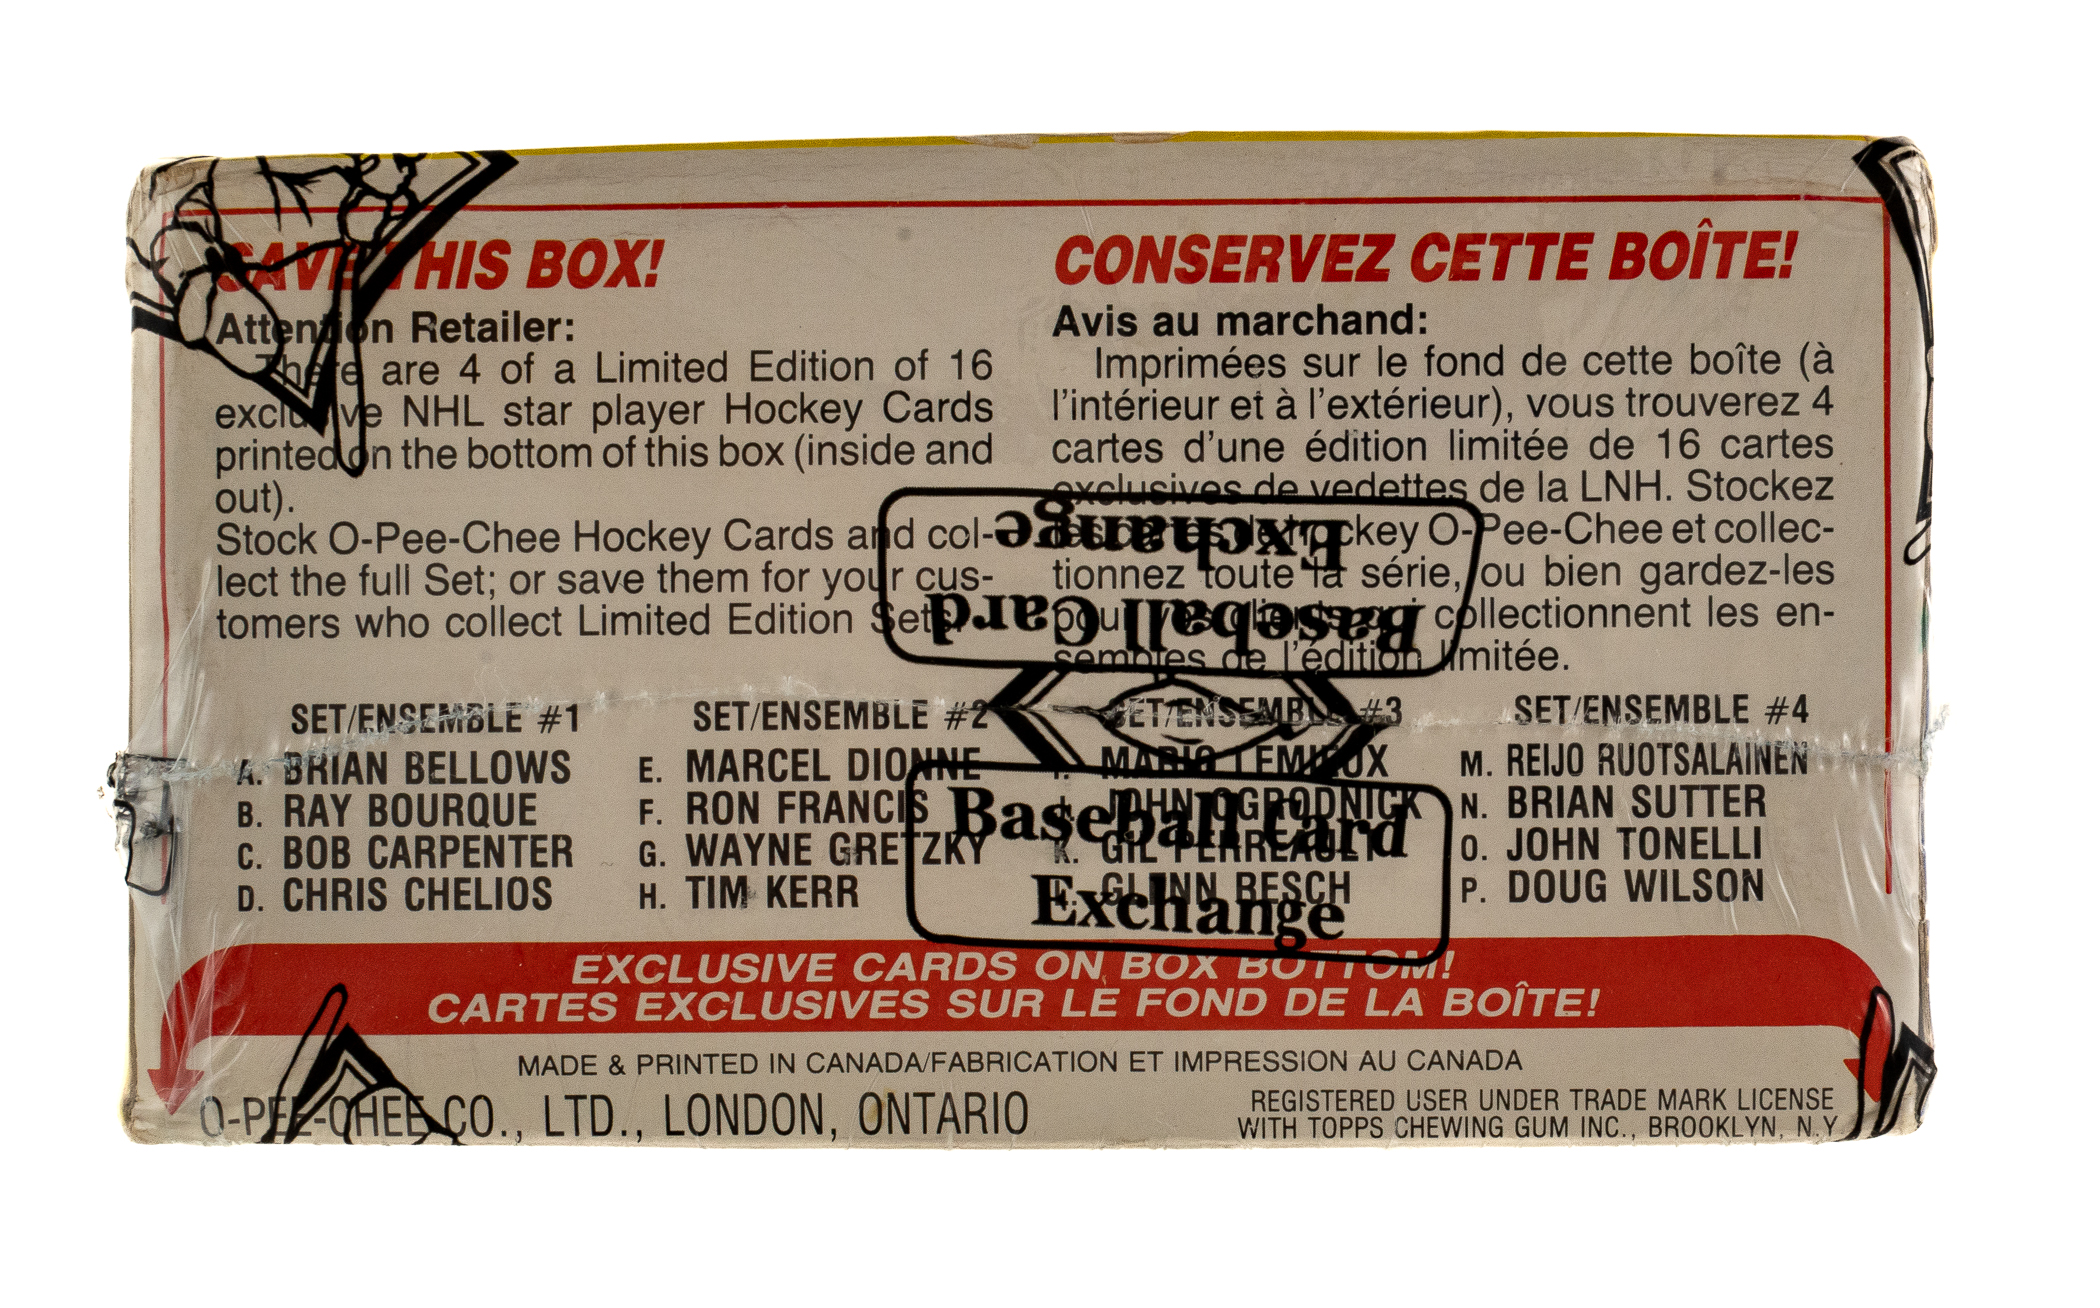 SAVE THIS BOX!
Attention Retailer:
There are 4 of a Limited Edition of 16
exclusive NHL star player Hockey Cards
printed on the bottom of this box (inside and
out).
Stock O-Pee-Chee Hockey Cards and col-
lect the full Set; or save them for your cus-
tomers who collect Limited Edition Sets.
CONSERVEZ CETTE BOÎTE!
Avis au marchand:
Imprimées sur le fond de cette boîte (à
l'intérieur et à l'extérieur), vous trouverez 4
cartes d'une édition limitée de 16 cartes
exclusives de vedettes de la LNH. Stockez
les cartes de hockey O-Pee-Chee et collec-
tionnez toute la série, ou bien gardez-les
pour vos clients qui collectionnent les en-
sembles de l'édition limitée.
Baseball Card
Exchange
SET/ENSEMBLE #1
A. BRIAN BELLOWS
B. RAY BOURQUE
C. BOB CARPENTER
D. CHRIS CHELIOS
SET/ENSEMBLE #2
E. MARCEL DIONNE
F. RON FRANCIS
G. WAYNE GRETZKY
H. TIM KERR
SET/ENSEMBLE #3
I. MARIO LEMIEUX
J. JOHN OGRODNICK
K. GIL PERREAULT
L. GLENN RESCH
SET/ENSEMBLE #4
M. REIJO RUOTSALAINEN
N. BRIAN SUTTER
O. JOHN TONELLI
P. DOUG WILSON
Baseball Card
Exchange
EXCLUSIVE CARDS ON BOX BOTTOM!
CARTES EXCLUSIVES SUR LE FOND DE LA BOÎTE!
MADE & PRINTED IN CANADA/FABRICATION ET IMPRESSION AU CANADA
O-PEE-CHEE CO., LTD., LONDON, ONTARIO
REGISTERED USER UNDER TRADE MARK LICENSE
WITH TOPPS CHEWING GUM INC., BROOKLYN, N.Y